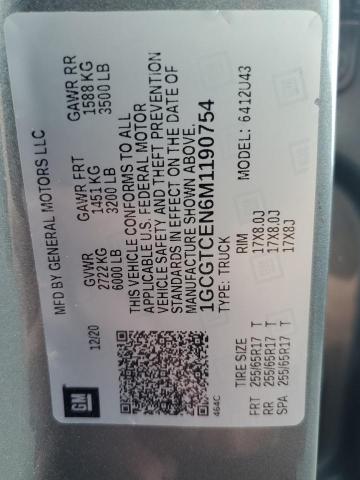 GM
MFD BY GENERAL MOTORS LLC
12/20
GVWR GAWR FRT GAWR RR
2722 KG 1451 KG 1588 KG
6000 LB 3200 LB 3500 LB
THIS VEHICLE CONFORMS TO ALL
APPLICABLE U.S. FEDERAL MOTOR
VEHICLE SAFETY AND THEFT PREVENTION
STANDARDS IN EFFECT ON THE DATE OF
MANUFACTURE SHOWN ABOVE.
1GCGTCEN6M1190754
TYPE: TRUCK MODEL: 6412U43
464C
TIRE SIZE RIM
FRT 255/65R17 T 17X8.0J
RR 255/65R17 T 17X8.0J
SPA 255/65R17 T 17X8J